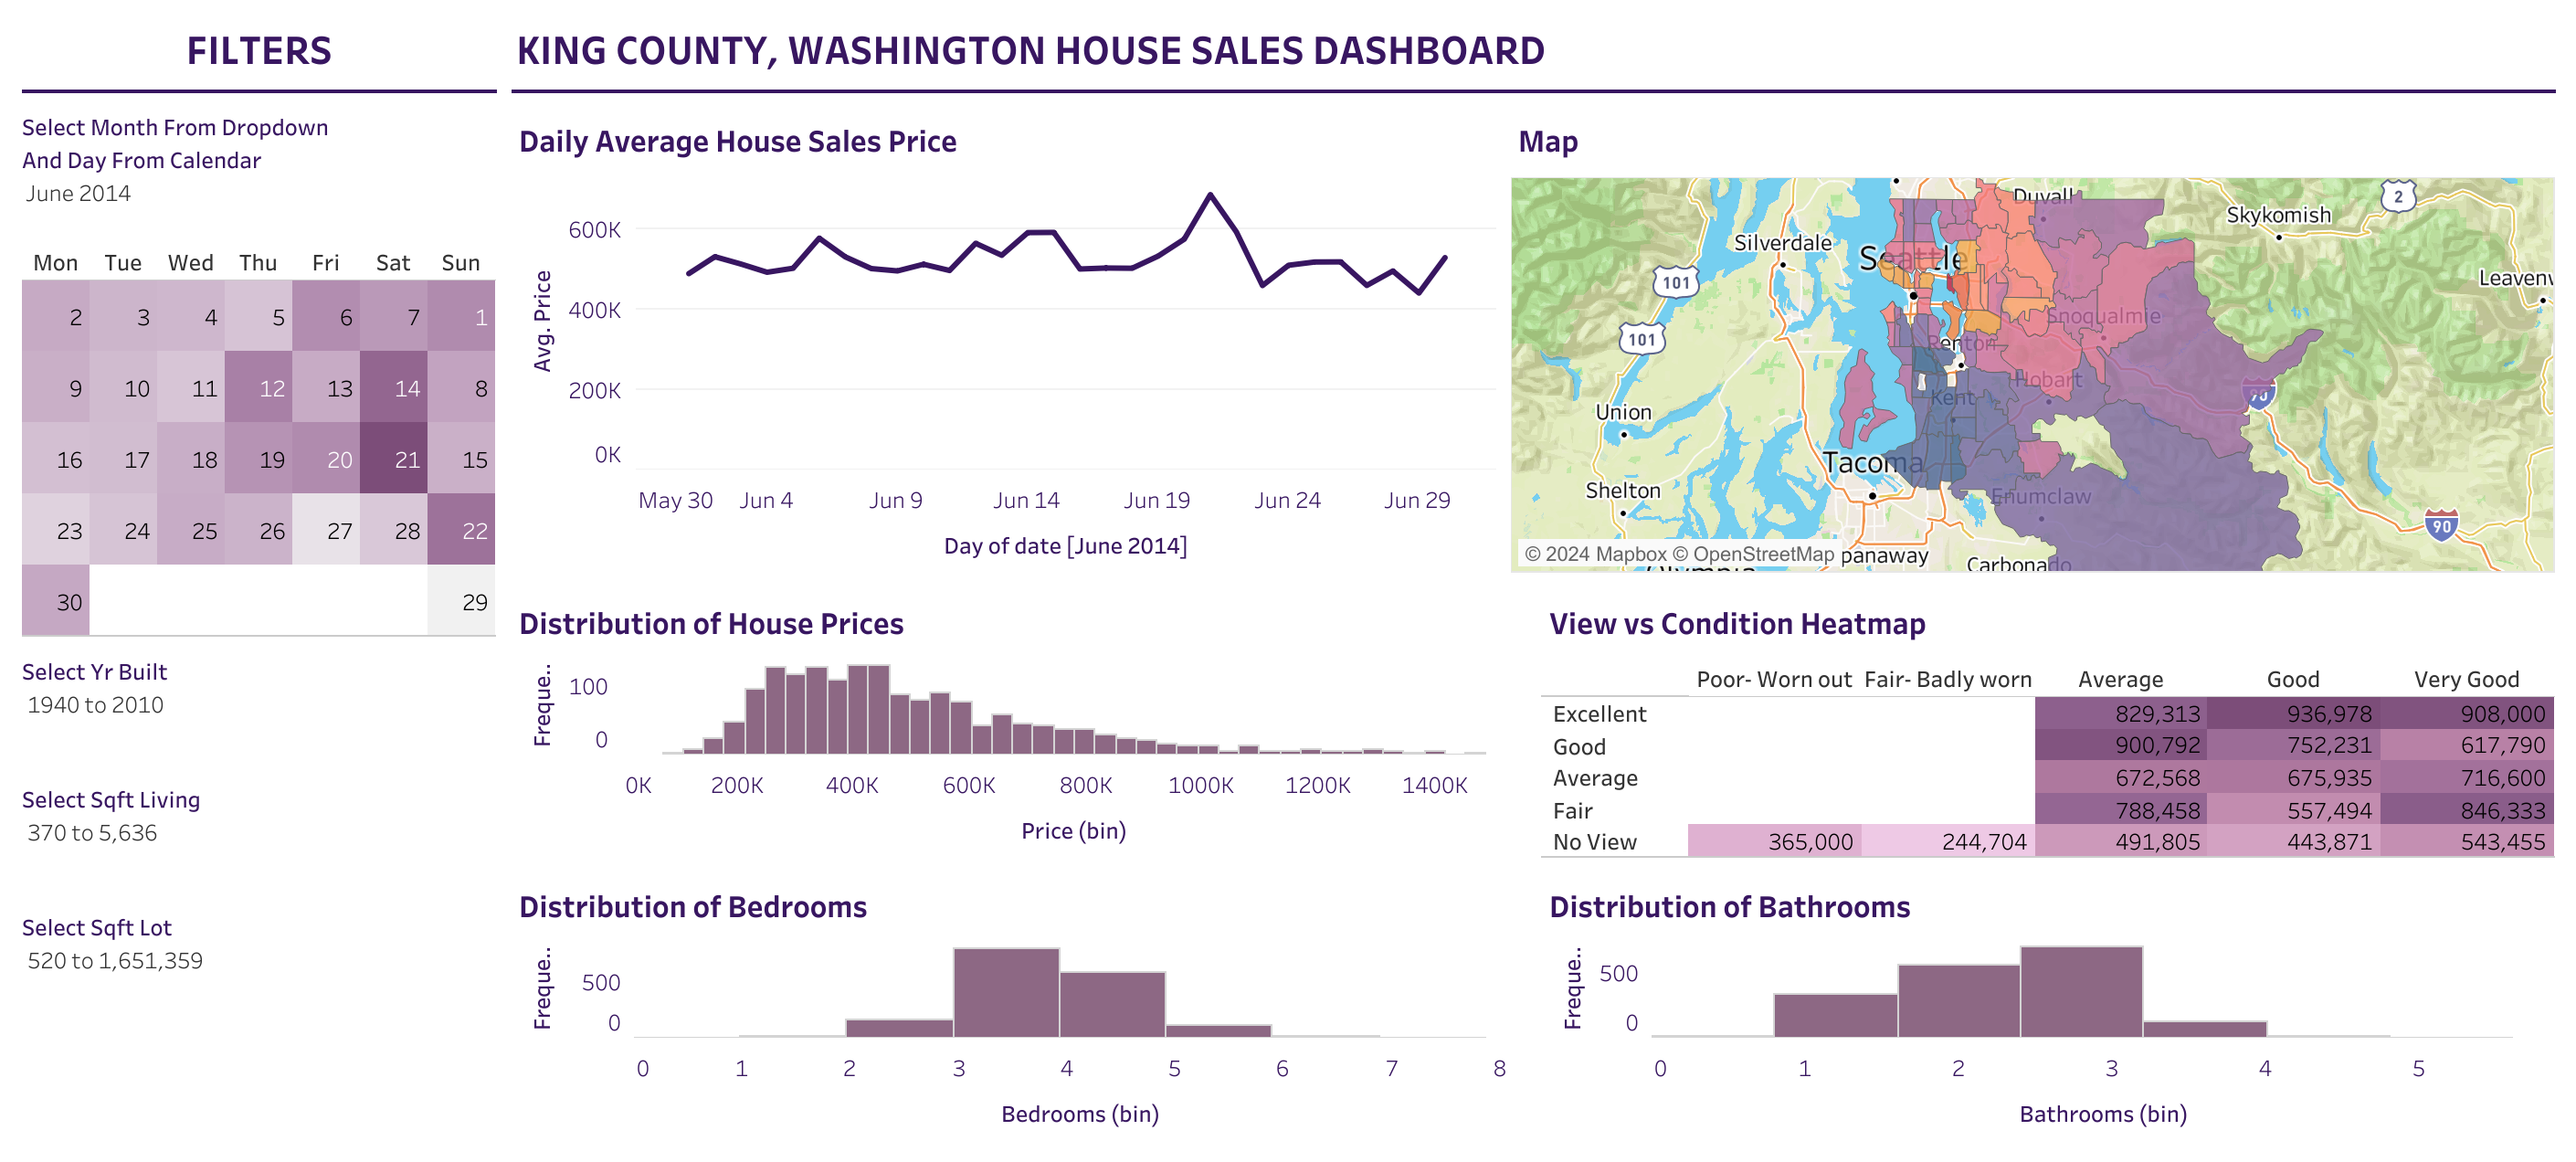 FILTERS
KING COUNTY, WASHINGTON HOUSE SALES DASHBOARD
Select Month From Dropdown
And Day From Calendar
June 2014
Mon Tue Wed Thu Fri Sat Sun
2 3 4 5 6 7 1
9 10 11 12 13 14 8
16 17 18 19 20 21 15
23 24 25 26 27 28 22
30 29
Select Yr Built
1940 to 2010
Select Sqft Living
370 to 5,636
Select Sqft Lot
520 to 1,651,359
Daily Average House Sales Price
Avg. Price
600K
400K
200K
0K
May 30 Jun 4 Jun 9 Jun 14 Jun 19 Jun 24 Jun 29
Day of date [June 2014]
Map
Duvall
2
Skykomish
Silverdale
Seattle
101
Leavenv
101
Snoqualmie
Renton
Hobart
90
Kent
Union
Tacoma
Shelton
Enumclaw
90
© 2024 Mapbox © OpenStreetMap
panaway
Carbonado
Distribution of House Prices
Freque..
100
0
0K 200K 400K 600K 800K 1000K 1200K 1400K
Price (bin)
View vs Condition Heatmap
Poor- Worn out Fair- Badly worn Average Good Very Good
Excellent 829,313 936,978 908,000
Good 900,792 752,231 617,790
Average 672,568 675,935 716,600
Fair 788,458 557,494 846,333
No View 365,000 244,704 491,805 443,871 543,455
Distribution of Bedrooms
Freque..
500
0
0 1 2 3 4 5 6 7 8
Bedrooms (bin)
Distribution of Bathrooms
Freque..
500
0
0 1 2 3 4 5
Bathrooms (bin)